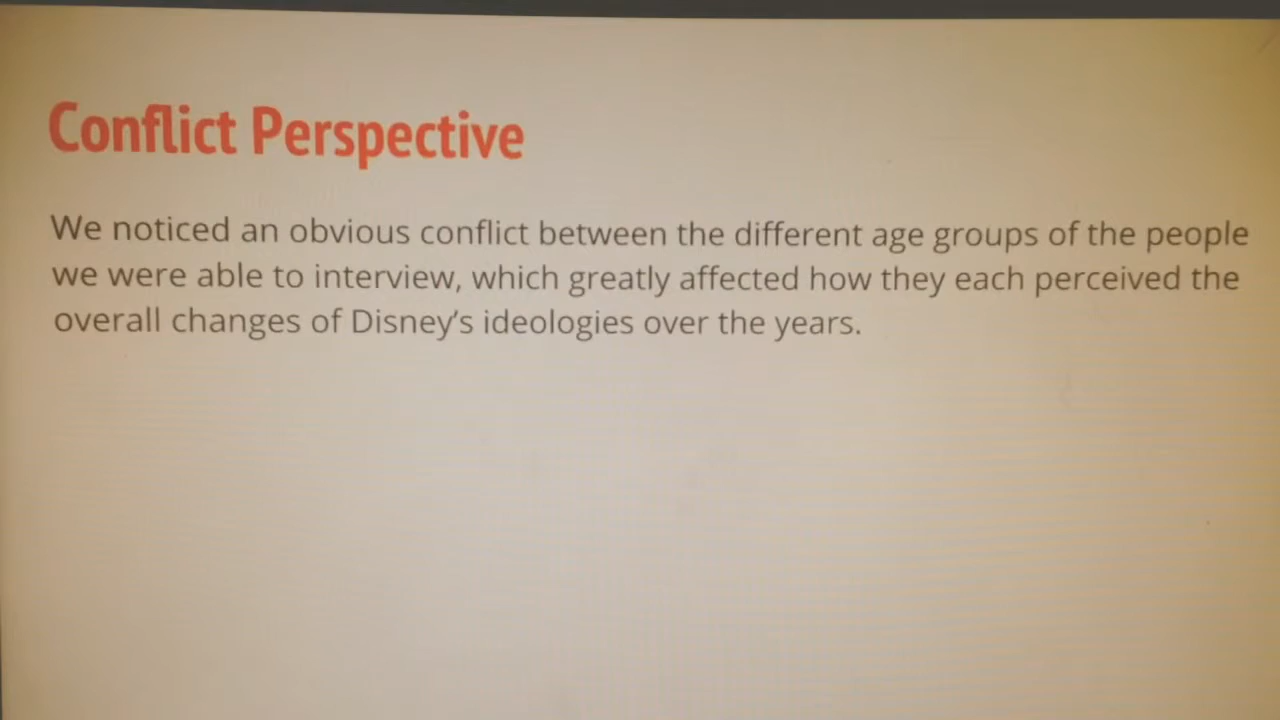 Conflict Perspective
We noticed an obvious conflict between the different age groups of the people
we were able to interview, which greatly affected how they each perceived the
overall changes of Disney's ideologies over the years.